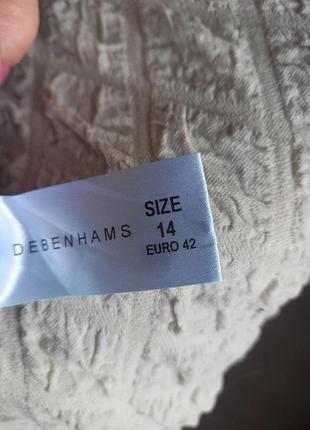 DEBENHAMS
SIZE
14
EURO 42